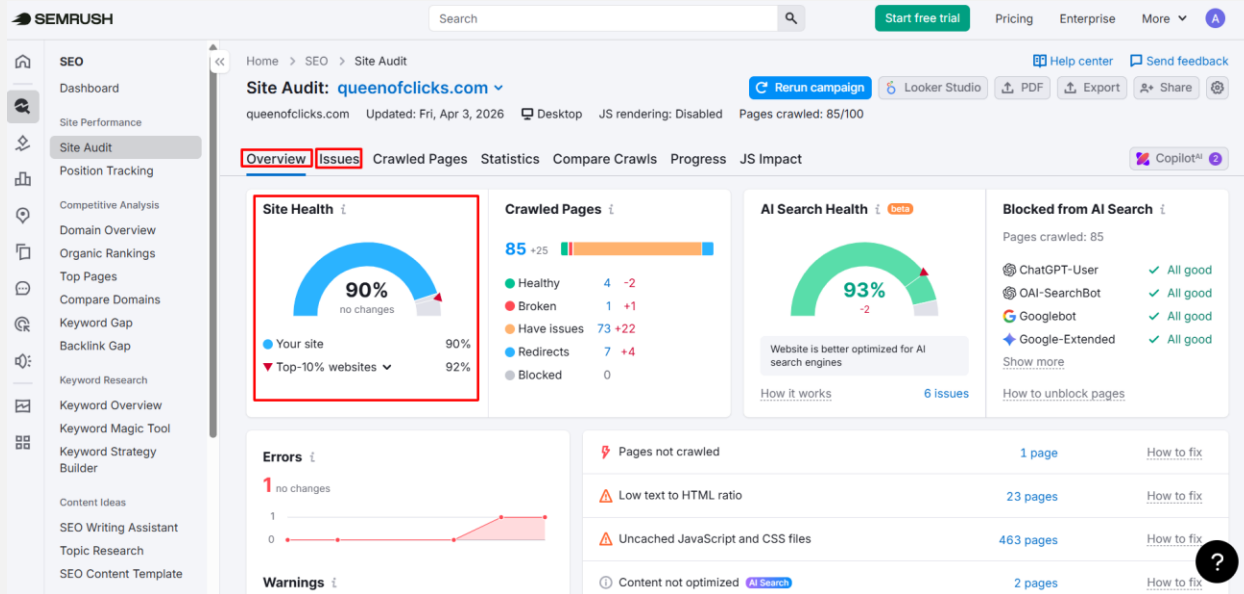 SEMRUSH
Search
Start free trial
Pricing
Enterprise
More
A
SEO
Dashboard
Site Performance
Site Audit
Position Tracking
Competitive Analysis
Domain Overview
Organic Rankings
Top Pages
Compare Domains
Keyword Gap
Backlink Gap
Keyword Research
Keyword Overview
Keyword Magic Tool
Keyword Strategy
Builder
Content Ideas
SEO Writing Assistant
Topic Research
SEO Content Template
Home > SEO > Site Audit
Help center
Send feedback
Site Audit: queenofclicks.com
Rerun campaign
Looker Studio
PDF
Export
Share
queenofclicks.com Updated: Fri, Apr 3, 2026 Desktop JS rendering: Disabled Pages crawled: 85/100
Overview Issues Crawled Pages Statistics Compare Crawls Progress JS Impact
Copilot AI 2
Site Health i
90%
no changes
Your site 90%
Top-10% websites 92%
Crawled Pages i
85 +25
Healthy 4 -2
Broken 1 +1
Have issues 73 +22
Redirects 7 +4
Blocked 0
AI Search Health i beta
93%
-2
Website is better optimized for AI
search engines
How it works 6 issues
Blocked from AI Search i
Pages crawled: 85
ChatGPT-User All good
OAI-SearchBot All good
Googlebot All good
Google-Extended All good
Show more
How to unblock pages
Errors i
1 no changes
1
0
Warnings i
Pages not crawled 1 page How to fix
Low text to HTML ratio 23 pages How to fix
Uncached JavaScript and CSS files 463 pages How to fix
Content not optimized AI Search 2 pages How to fix
?